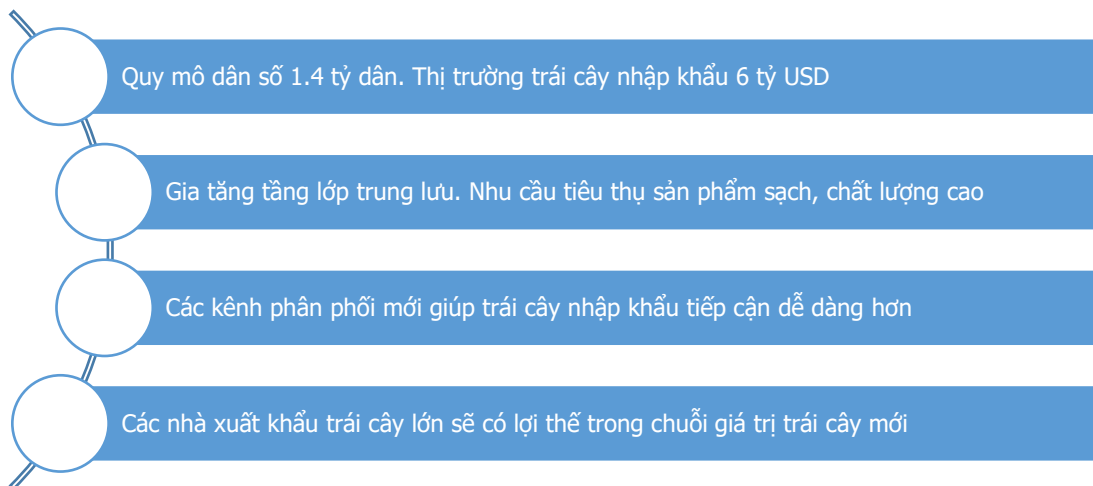 Quy mô dân số 1.4 tỷ dân. Thị trường trái cây nhập khẩu 6 tỷ USD
Gia tăng tầng lớp trung lưu. Nhu cầu tiêu thụ sản phẩm sạch, chất lượng cao
Các kênh phân phối mới giúp trái cây nhập khẩu tiếp cận dễ dàng hơn
Các nhà xuất khẩu trái cây lớn sẽ có lợi thế trong chuỗi giá trị trái cây mới